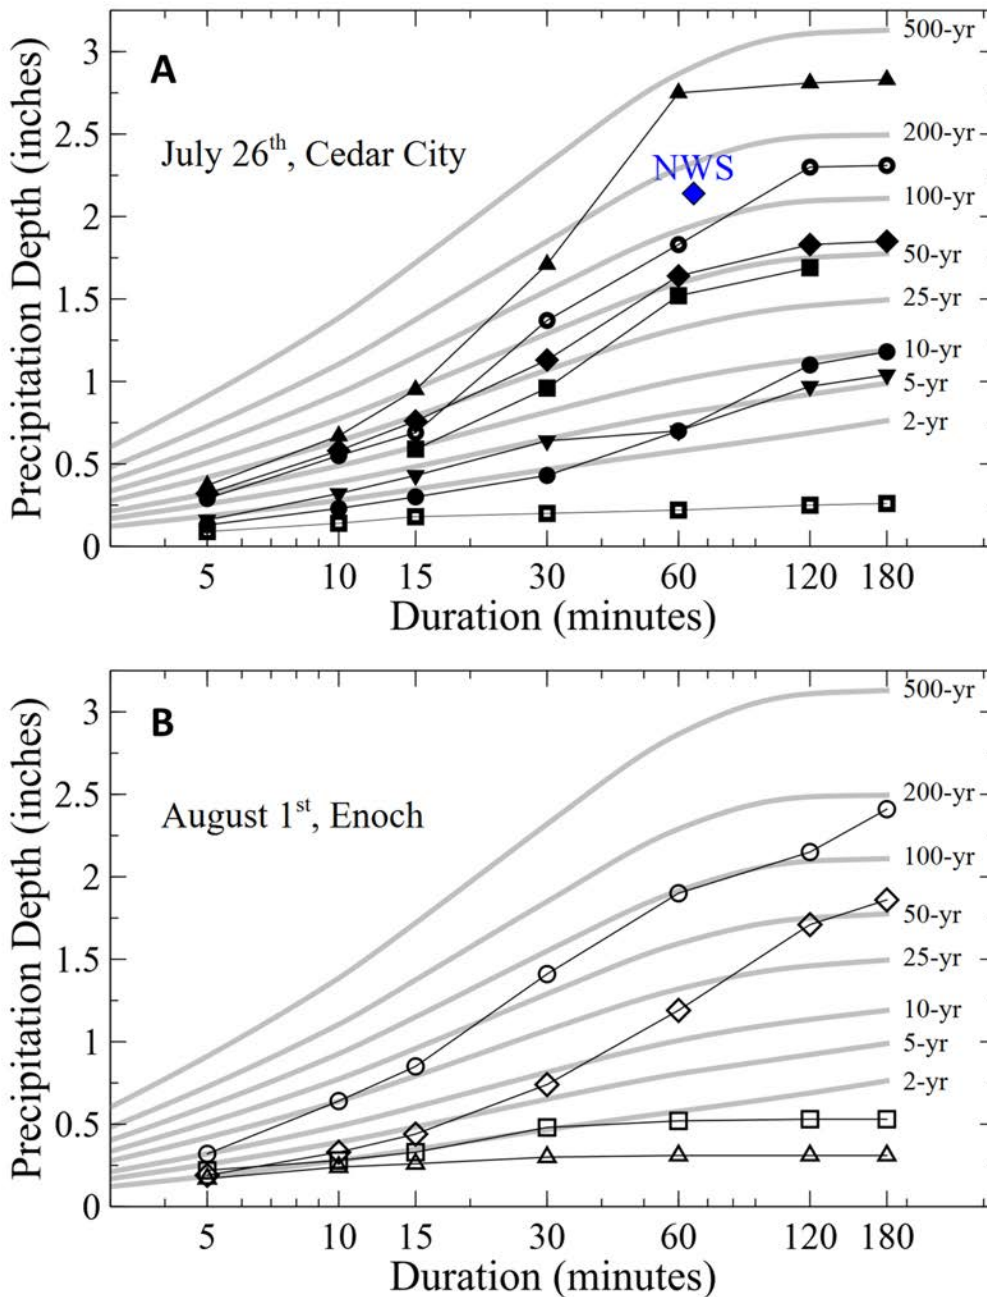 3
2.5
2
1.5
1
0.5
0
Precipitation Depth (inches)
A
July 26th, Cedar City
NWS
500-yr
200-yr
100-yr
50-yr
25-yr
10-yr
5-yr
2-yr
5 10 15 30 60 120 180
Duration (minutes)
3
2.5
2
1.5
1
0.5
0
Precipitation Depth (inches)
B
August 1st, Enoch
500-yr
200-yr
100-yr
50-yr
25-yr
10-yr
5-yr
2-yr
5 10 15 30 60 120 180
Duration (minutes)